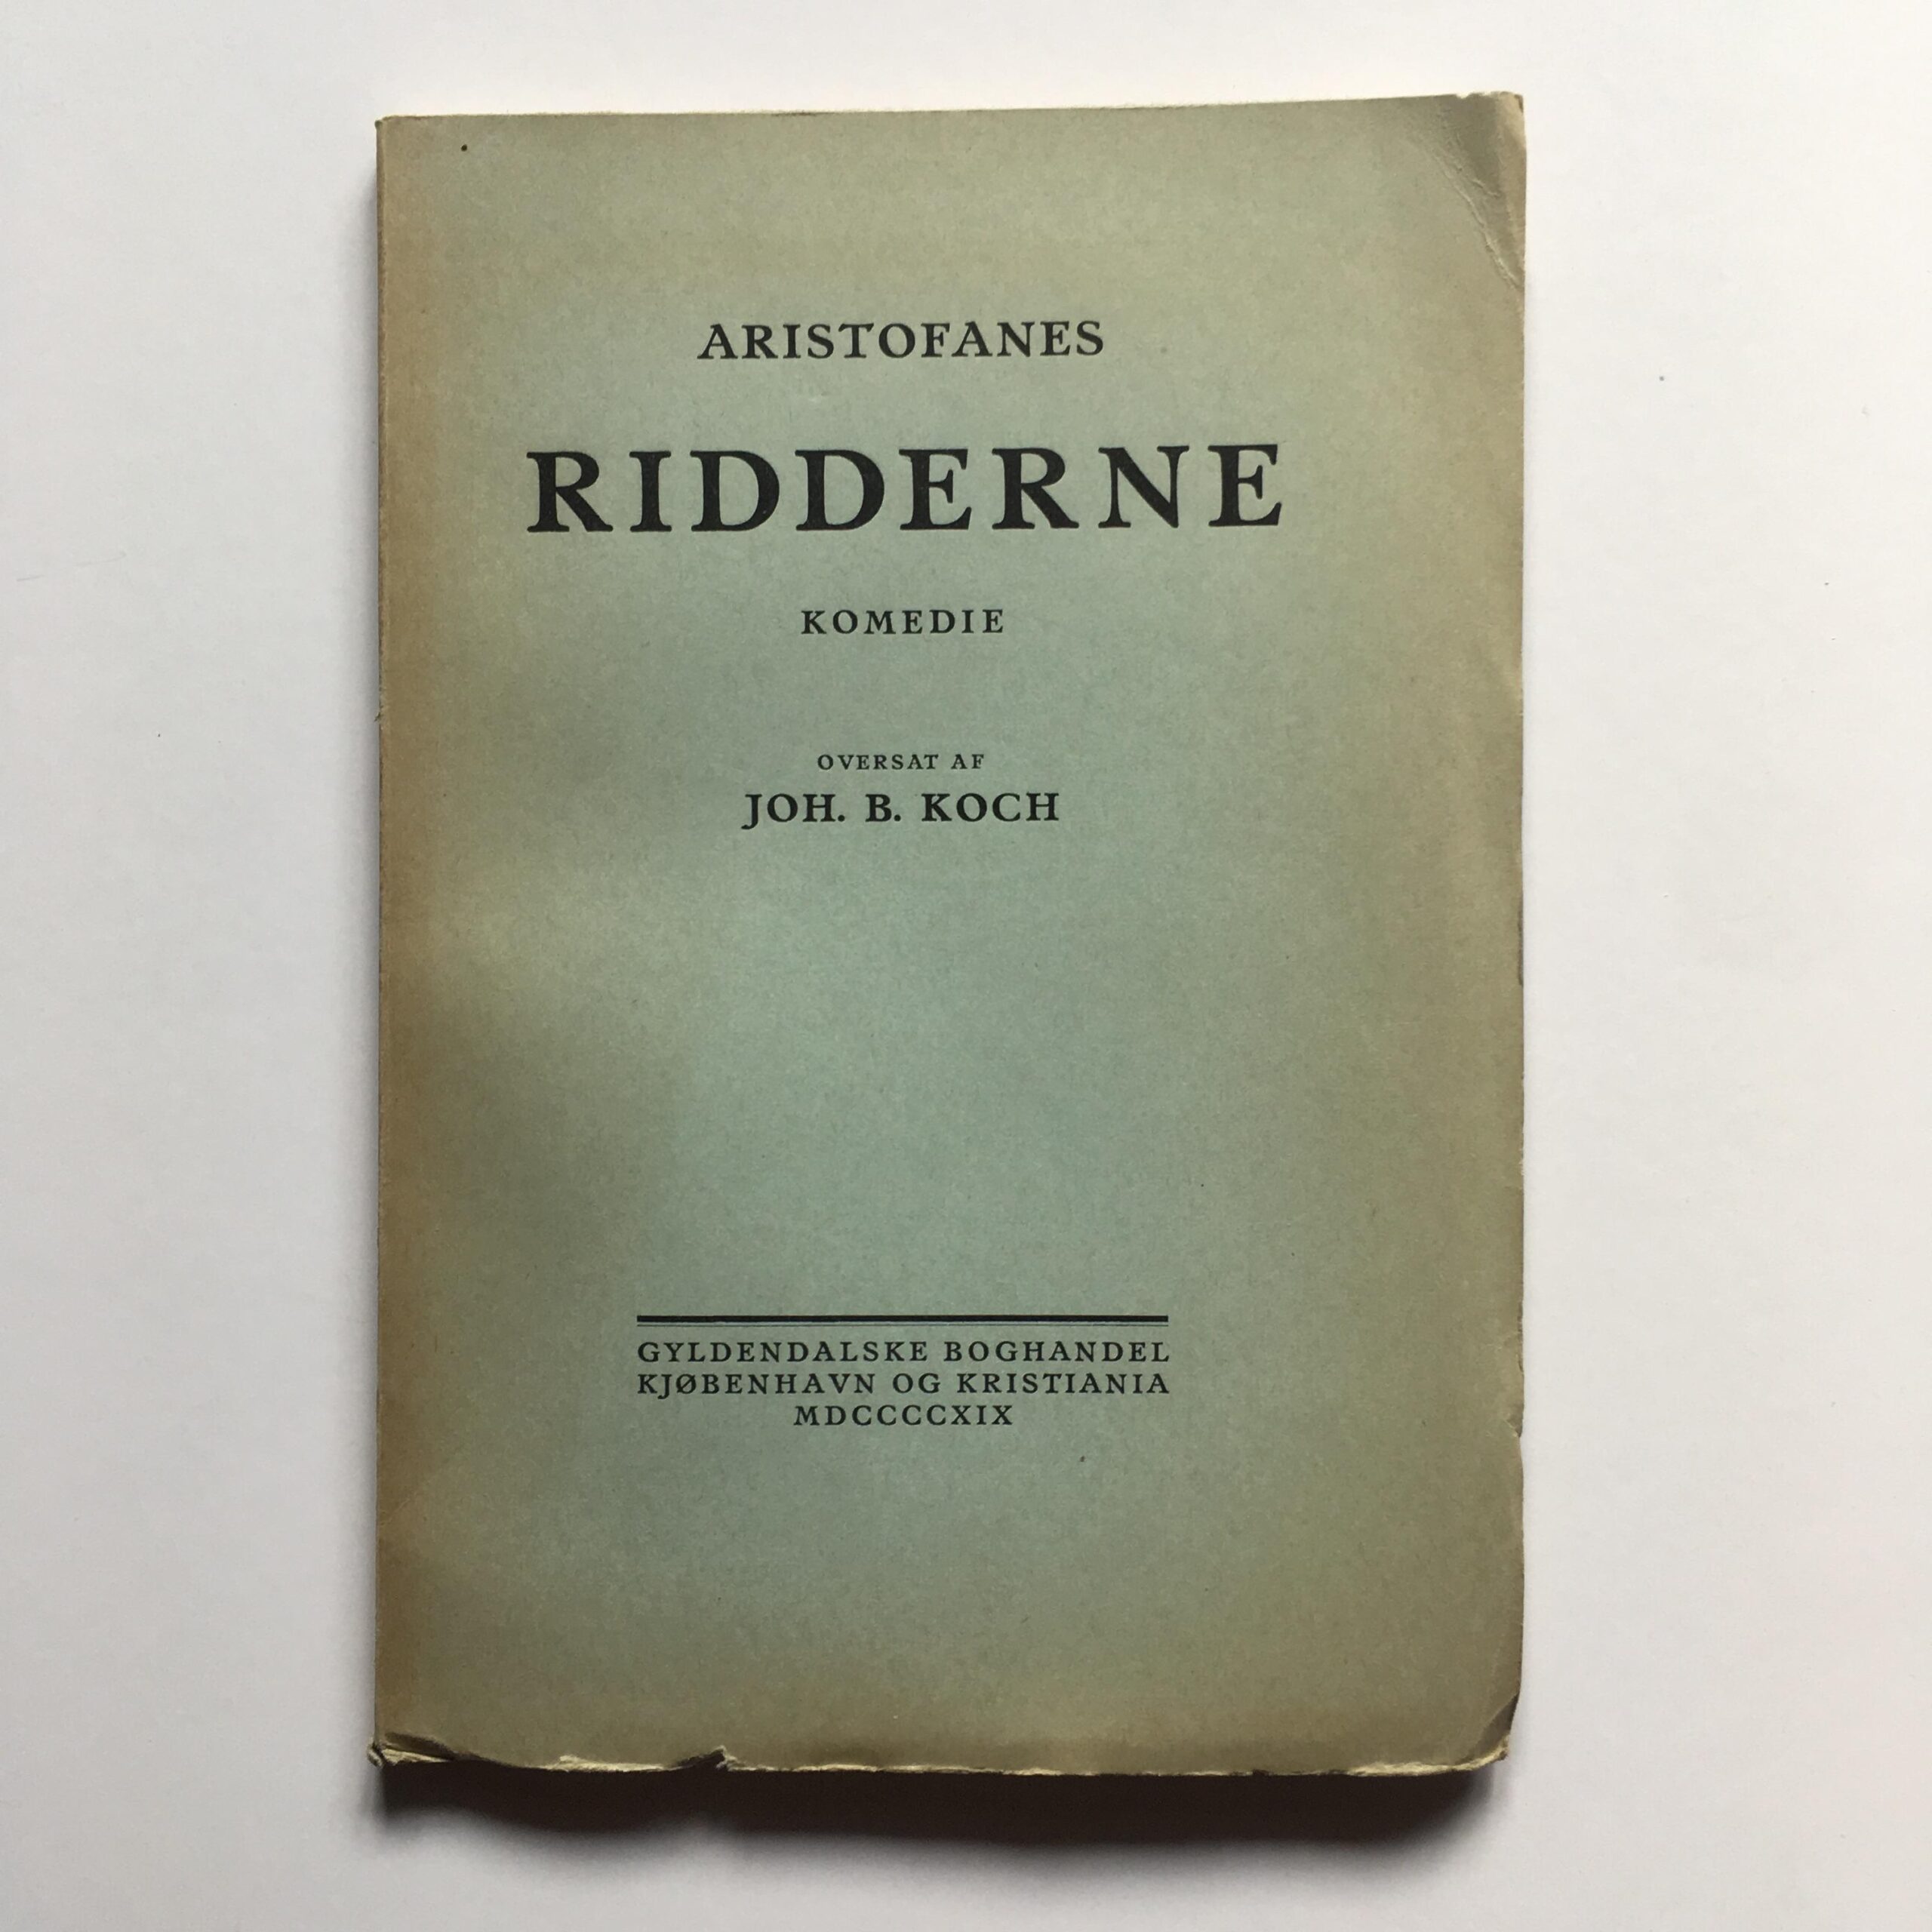 ARISTOFANES
RIDDERNE
KOMEDIE
OVERSAT AF
JOH. B. KOCH
GYLDENDALSKE BOGHANDEL
KJØBENHAVN OG KRISTIANIA
MDCCCCXIX